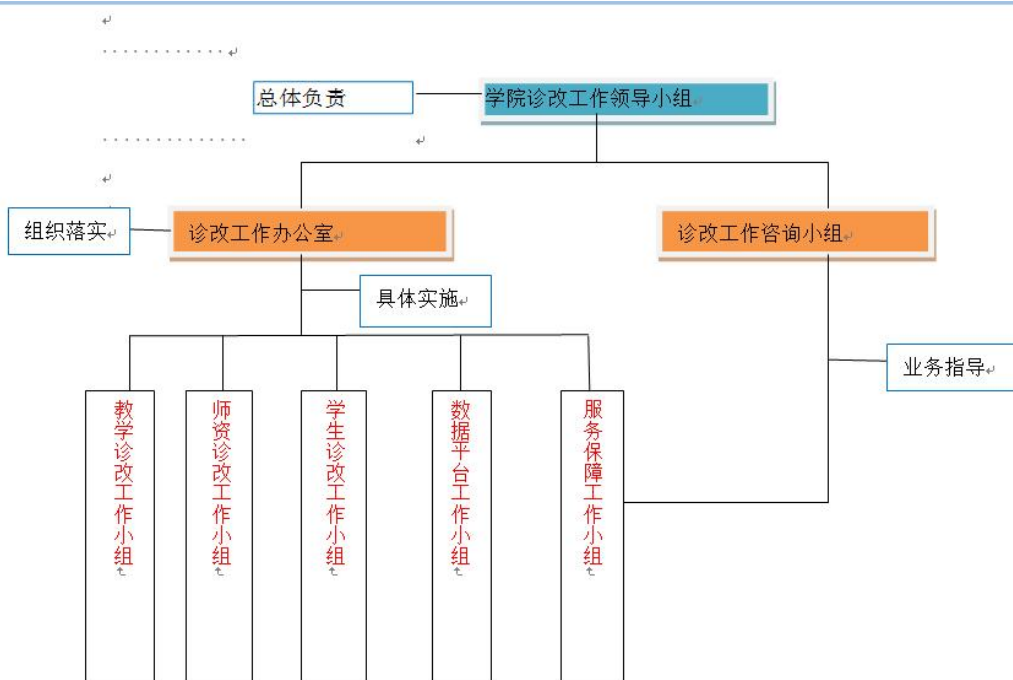 总体负责
学院诊改工作领导小组
组织落实
诊改工作办公室
诊改工作咨询小组
具体实施
业务指导
教学诊改工作小组
师资诊改工作小组
学生诊改工作小组
数据平台工作小组
服务保障工作小组